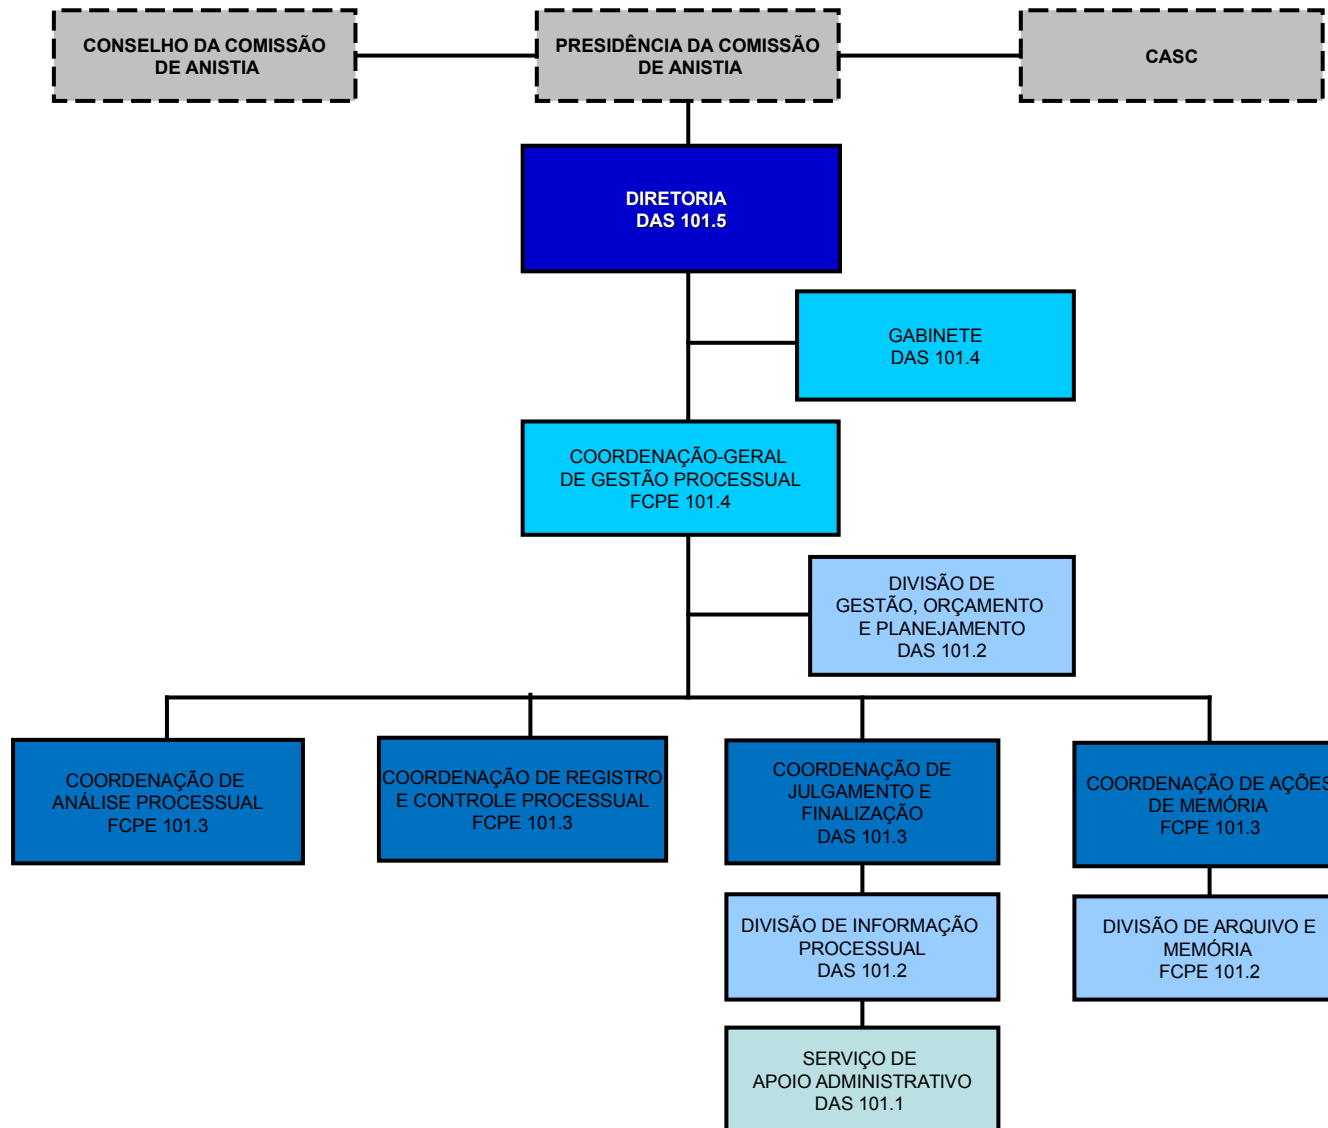 CONSELHO DA COMISSÃO
DE ANISTIA
PRESIDÊNCIA DA COMISSÃO
DE ANISTIA
CASC
DIRETORIA
DAS 101.5
GABINETE
DAS 101.4
COORDENAÇÃO-GERAL
DE GESTÃO PROCESSUAL
FCPE 101.4
DIVISÃO DE
GESTÃO, ORÇAMENTO
E PLANEJAMENTO
DAS 101.2
COORDENAÇÃO DE
ANÁLISE PROCESSUAL
FCPE 101.3
COORDENAÇÃO DE REGISTRO
E CONTROLE PROCESSUAL
FCPE 101.3
COORDENAÇÃO DE
JULGAMENTO E
FINALIZAÇÃO
DAS 101.3
COORDENAÇÃO DE AÇÕES
DE MEMÓRIA
FCPE 101.3
DIVISÃO DE INFORMAÇÃO
PROCESSUAL
DAS 101.2
DIVISÃO DE ARQUIVO E
MEMÓRIA
FCPE 101.2
SERVIÇO DE
APOIO ADMINISTRATIVO
DAS 101.1